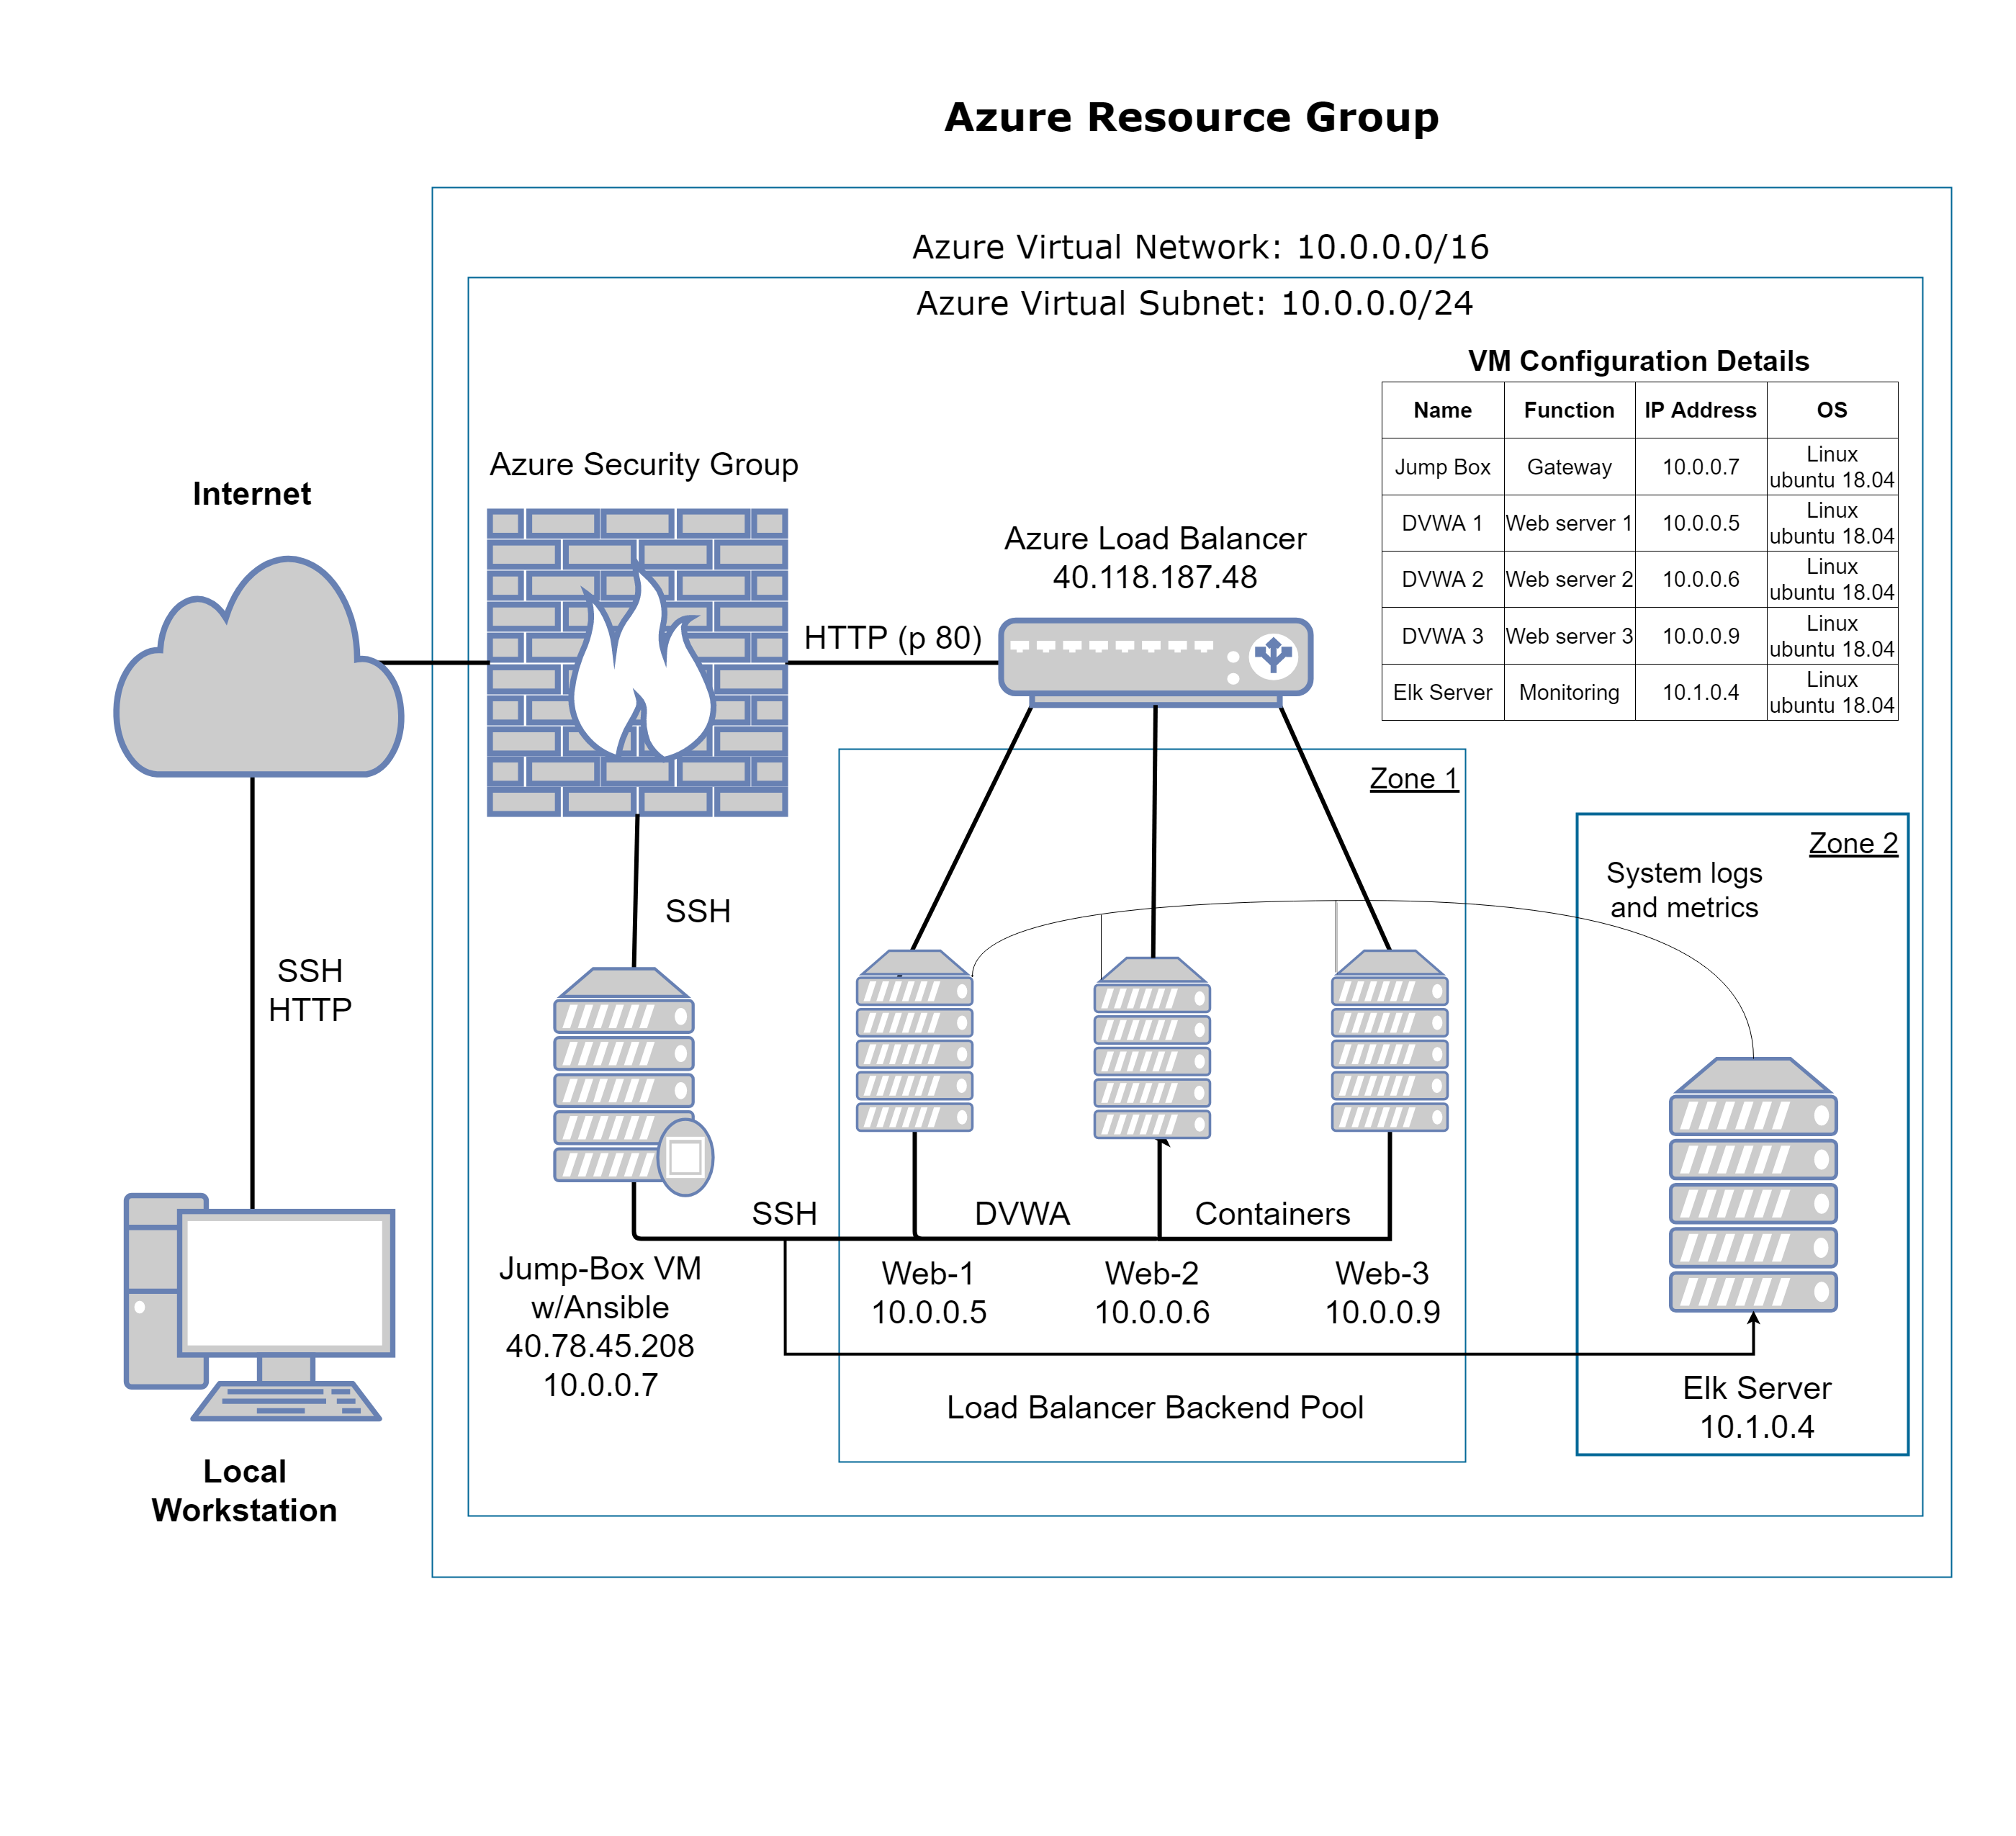 Azure Resource Group
Azure Virtual Network: 10.0.0.0/16
Azure Virtual Subnet: 10.0.0.0/24
VM Configuration Details
Name Function IP Address OS
Jump Box Gateway 10.0.0.7 Linux
ubuntu 18.04
DVWA 1 Web server 1 10.0.0.5 Linux
ubuntu 18.04
DVWA 2 Web server 2 10.0.0.6 Linux
ubuntu 18.04
DVWA 3 Web server 3 10.0.0.9 Linux
ubuntu 18.04
Elk Server Monitoring 10.1.0.4 Linux
ubuntu 18.04
Azure Security Group
Internet
Azure Load Balancer
40.118.187.48
HTTP (p 80)
Zone 1
Zone 2
System logs
and metrics
SSH
SSH
HTTP
SSH
DVWA
Containers
Jump-Box VM
w/Ansible
40.78.45.208
10.0.0.7
Web-1
10.0.0.5
Web-2
10.0.0.6
Web-3
10.0.0.9
Load Balancer Backend Pool
Elk Server
10.1.0.4
Local
Workstation